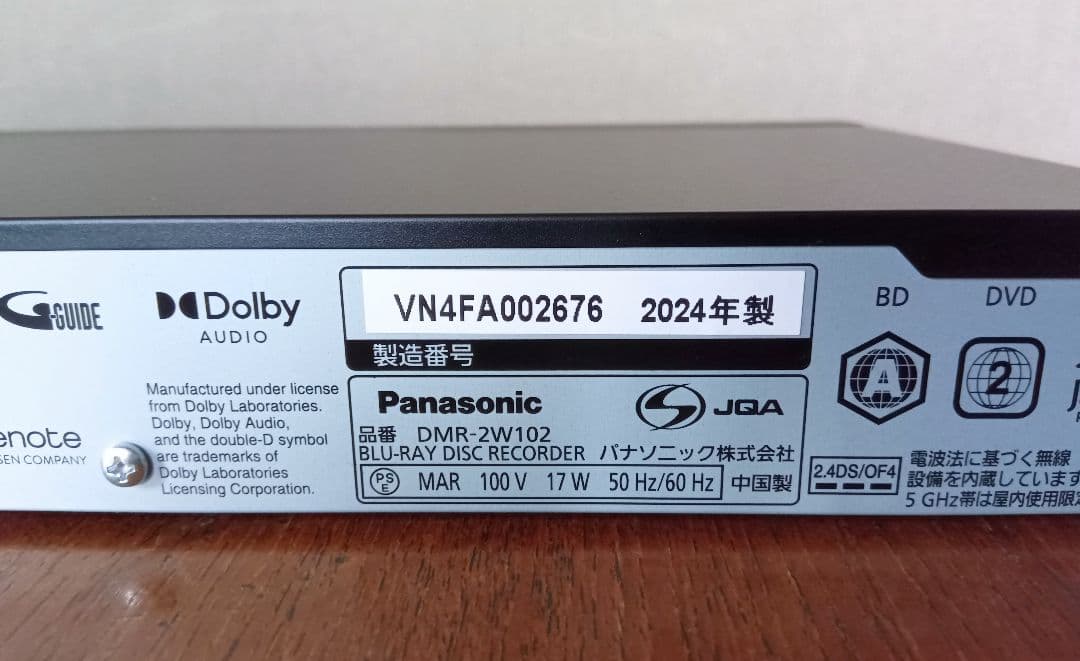 G-GUIDE
Dolby
AUDIO
Manufactured under license
from Dolby Laboratories.
Dolby, Dolby Audio,
and the double-D symbol
are trademarks of
Dolby Laboratories
Licensing Corporation.
enote
SEN COMPANY
VN4FA002676 2024年製
製造番号
Panasonic
JQA
品番 DMR-2W102
BLU-RAY DISC RECORDER パナソニック株式会社
PSE MAR 100 V 17 W 50 Hz/60 Hz 中国製
BD DVD
A 2
2.4DS/OF4
電波法に基づく無線
設備を内蔵しています
5 GHz帯は屋内使用限定